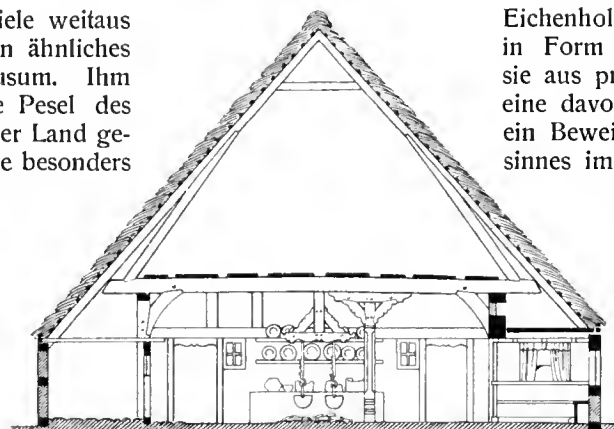 iele weitaus
n ähnliches
usum. Ihm
e Pesel des
er Land ge-
e besonders
Eichenhol
in Form
sie aus pr
eine davo
ein Bewei
sinnes im